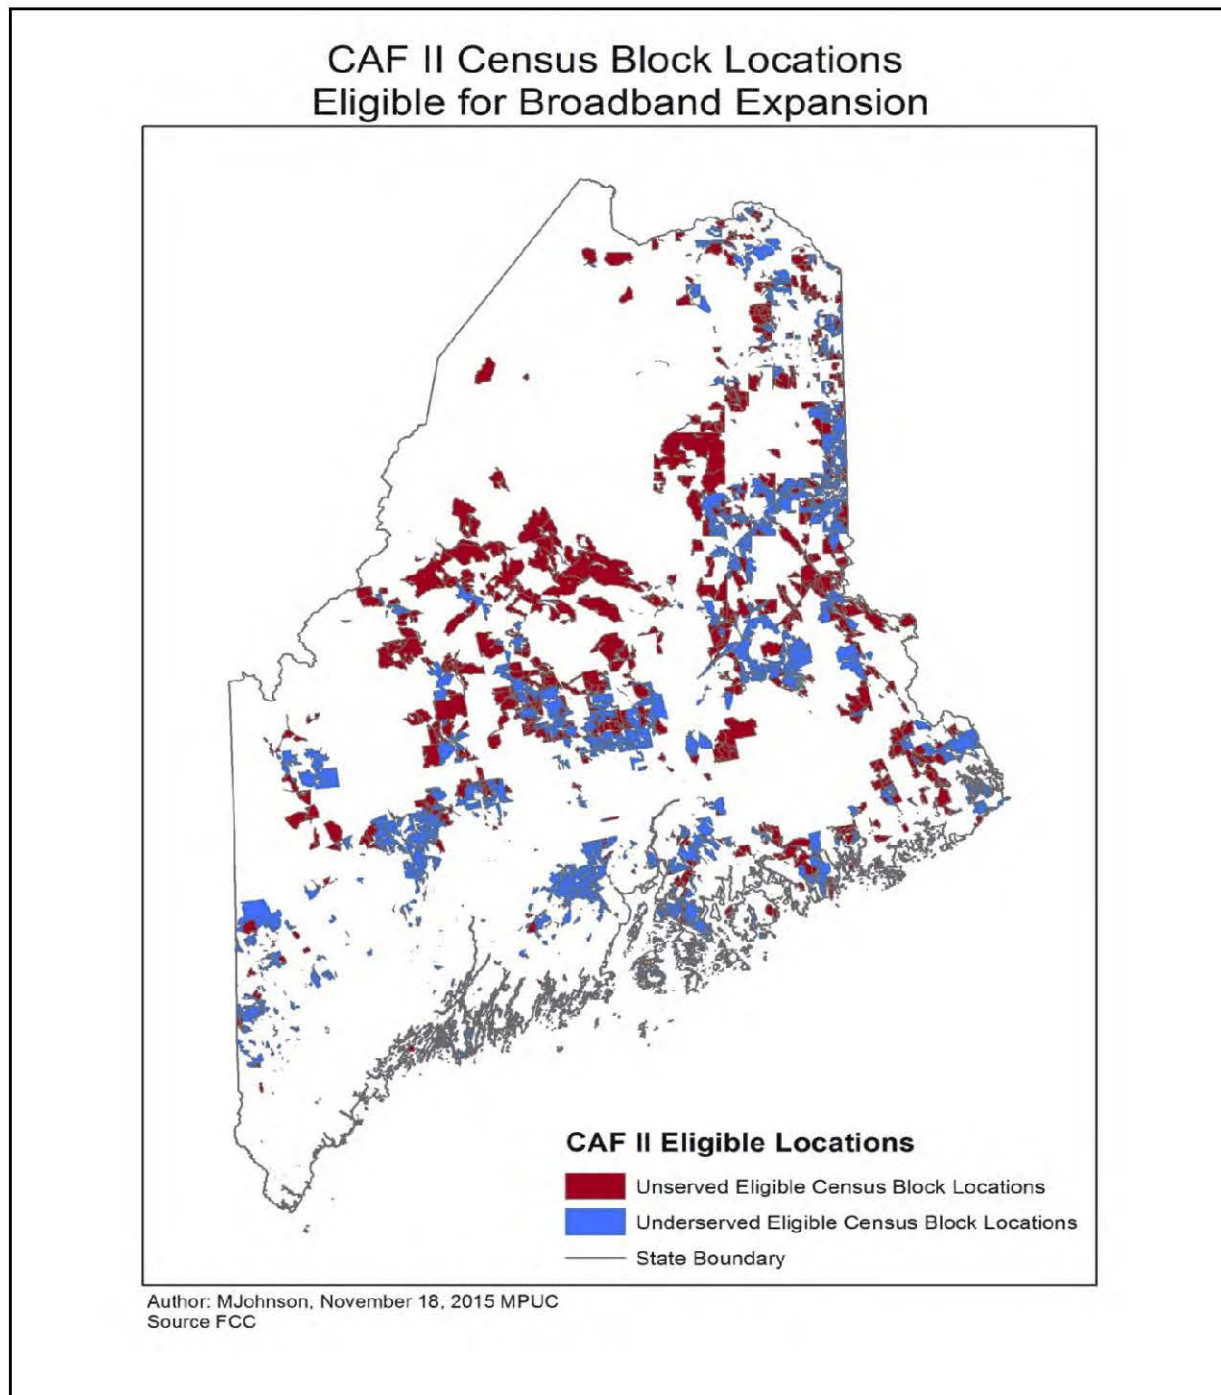 CAF II Census Block Locations
Eligible for Broadband Expansion
CAF II Eligible Locations
Unserved Eligible Census Block Locations
Underserved Eligible Census Block Locations
State Boundary
Author: MJohnson, November 18, 2015 MPUC
Source FCC